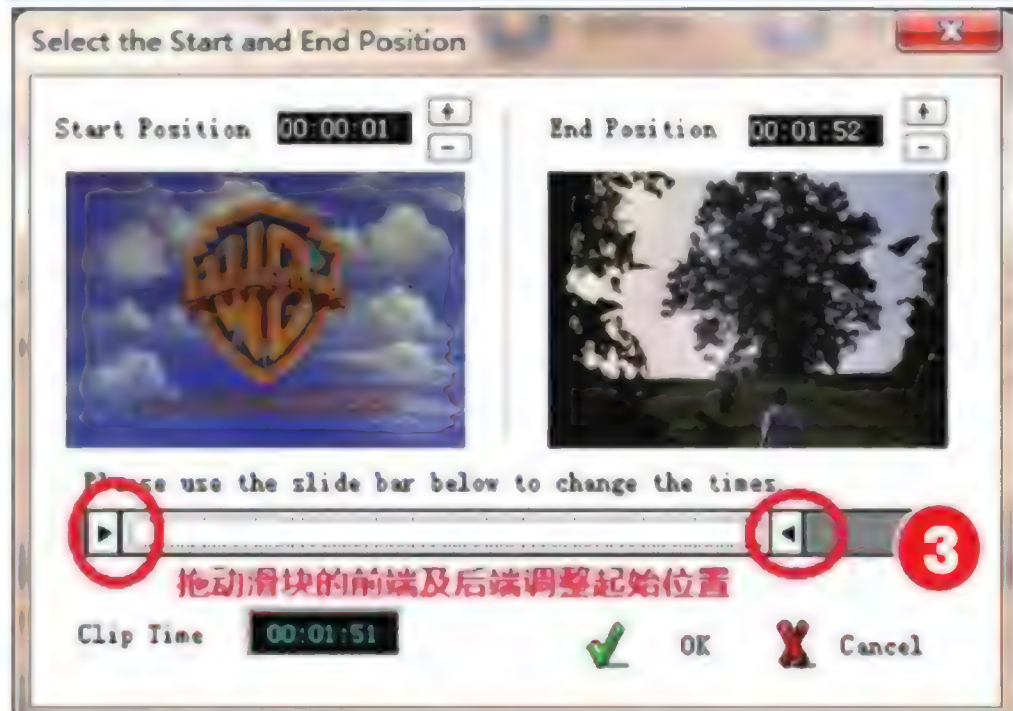 Select the Start and End Position
Start Position 00:00:01 +
-
End Position 00:01:52 +
-
Please use the slide bar below to change the times.
3
拖动滑块的前端及后端调整起始位置
Clip Time 00:01:51
OK
Cancel